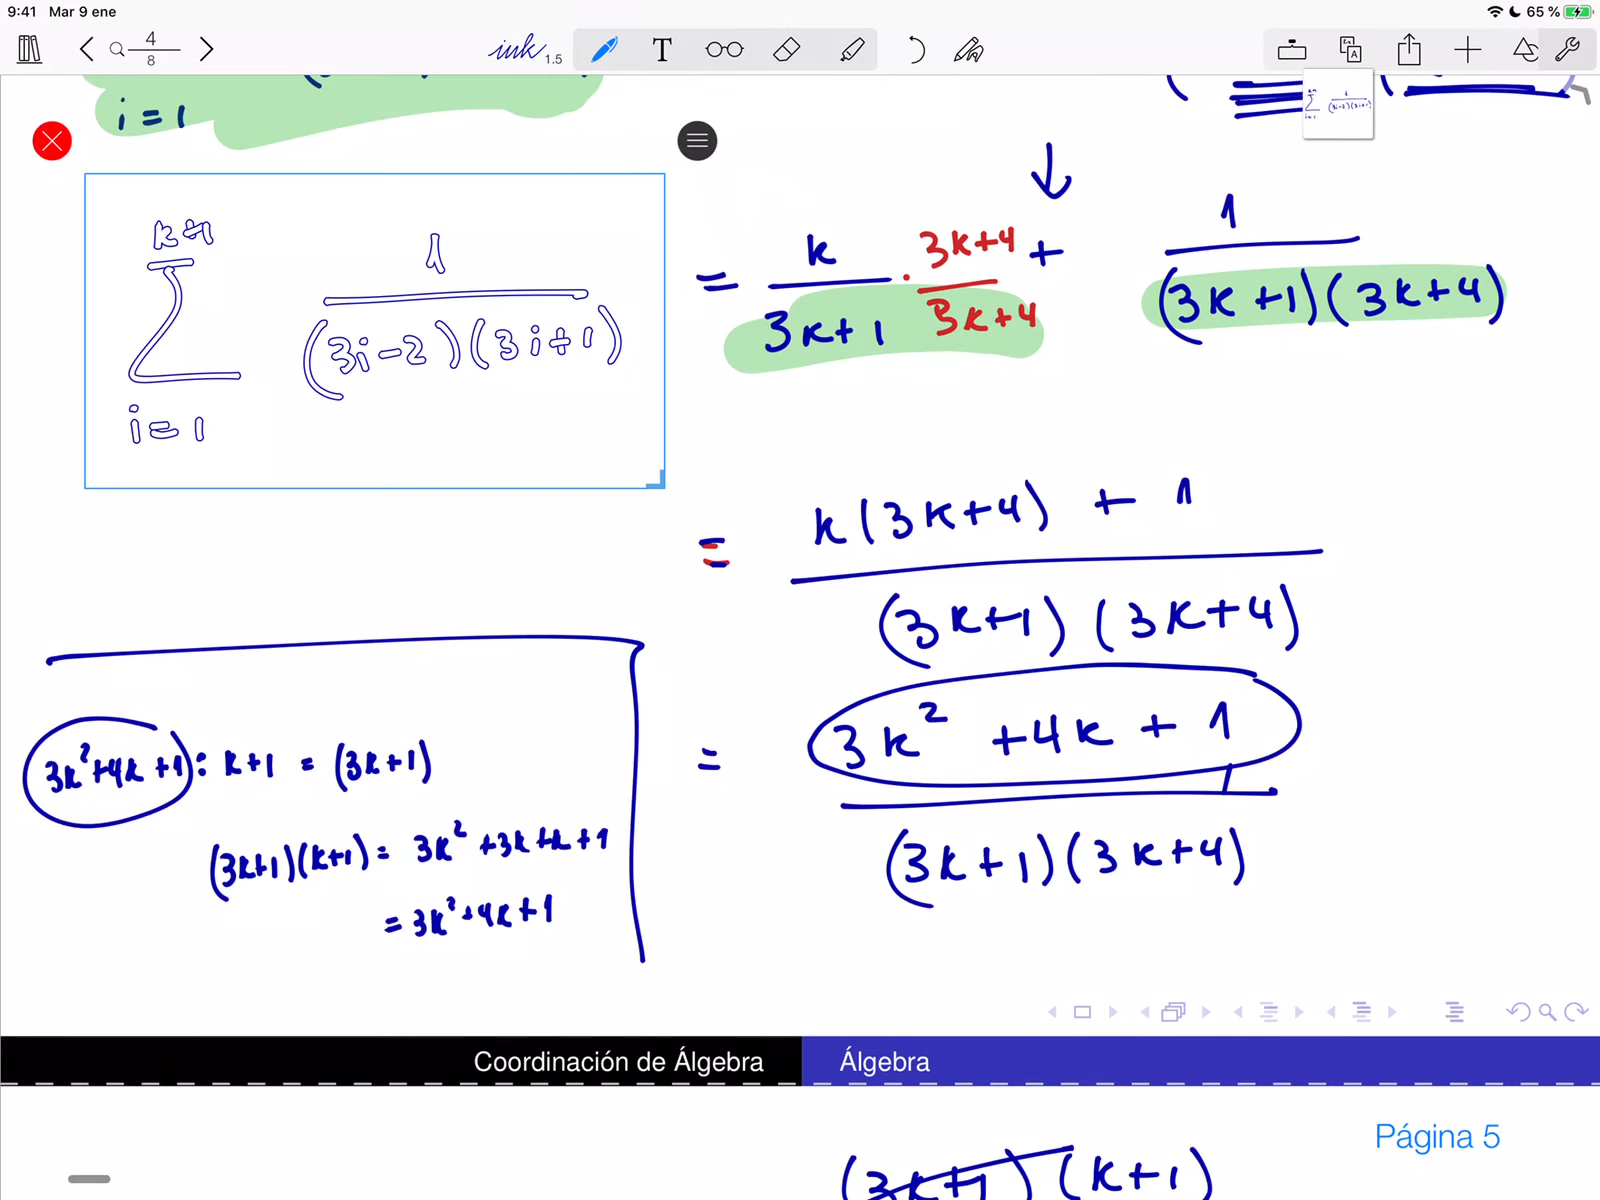 9:41 Mar 9 ene 65 %
4
8
ink 1.5 T
i = 1
k+1
∑ 1 / (3i-2)(3i+1)
i = 1
= k / 3k+1 · 3k+4 / 3k+4 + 1 / (3k+1)(3k+4)
= k(3k+4) + 1 / (3k+1)(3k+4)
= 3k² + 4k + 1 / (3k+1)(3k+4)
3k²+4k+1 : k+1 = (3k+1)
(3k+1)(k+1) = 3k² + 3k + k + 1
= 3k² + 4k + 1
Coordinación de Álgebra Álgebra
Página 5
(3k+1)(k+1)